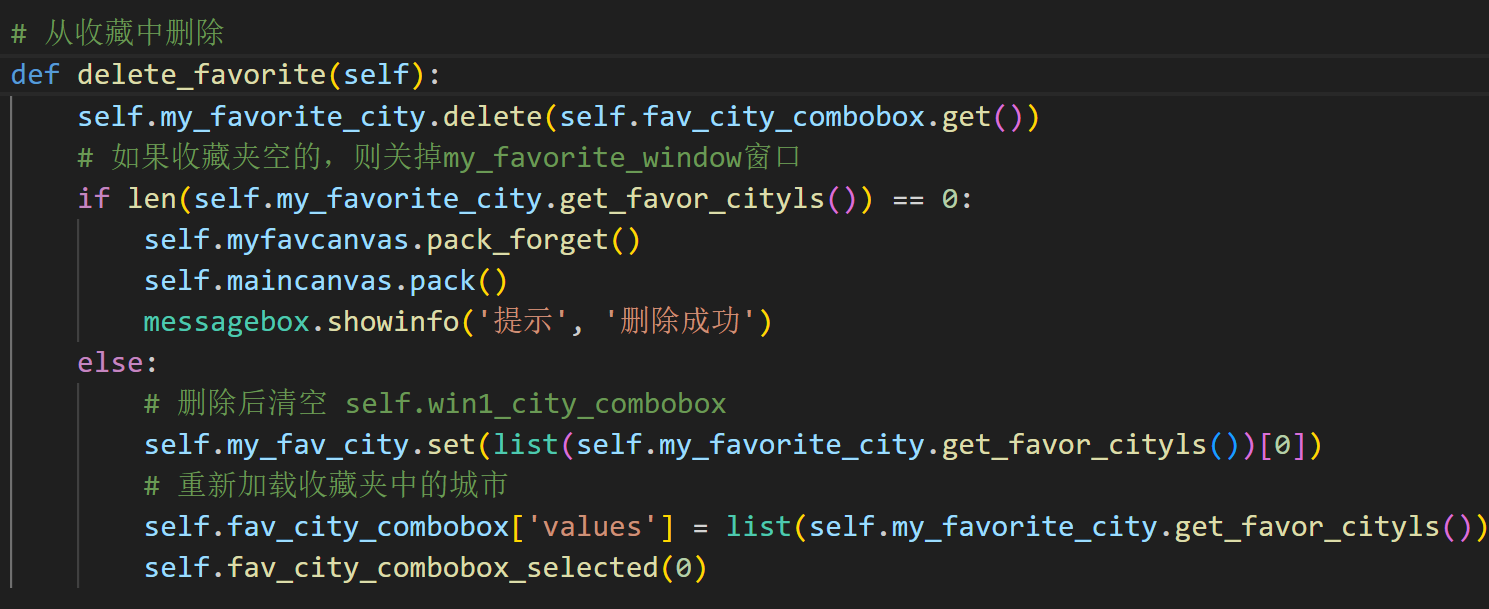 # 从收藏中删除
def delete_favorite(self):
    self.my_favorite_city.delete(self.fav_city_combobox.get())
    # 如果收藏夹空的，则关掉my_favorite_window窗口
    if len(self.my_favorite_city.get_favor_cityls()) == 0:
        self.myfavcanvas.pack_forget()
        self.maincanvas.pack()
        messagebox.showinfo('提示', '删除成功')
    else:
        # 删除后清空 self.win1_city_combobox
        self.my_fav_city.set(list(self.my_favorite_city.get_favor_cityls())[0])
        # 重新加载收藏夹中的城市
        self.fav_city_combobox['values'] = list(self.my_favorite_city.get_favor_cityls())
        self.fav_city_combobox_selected(0)